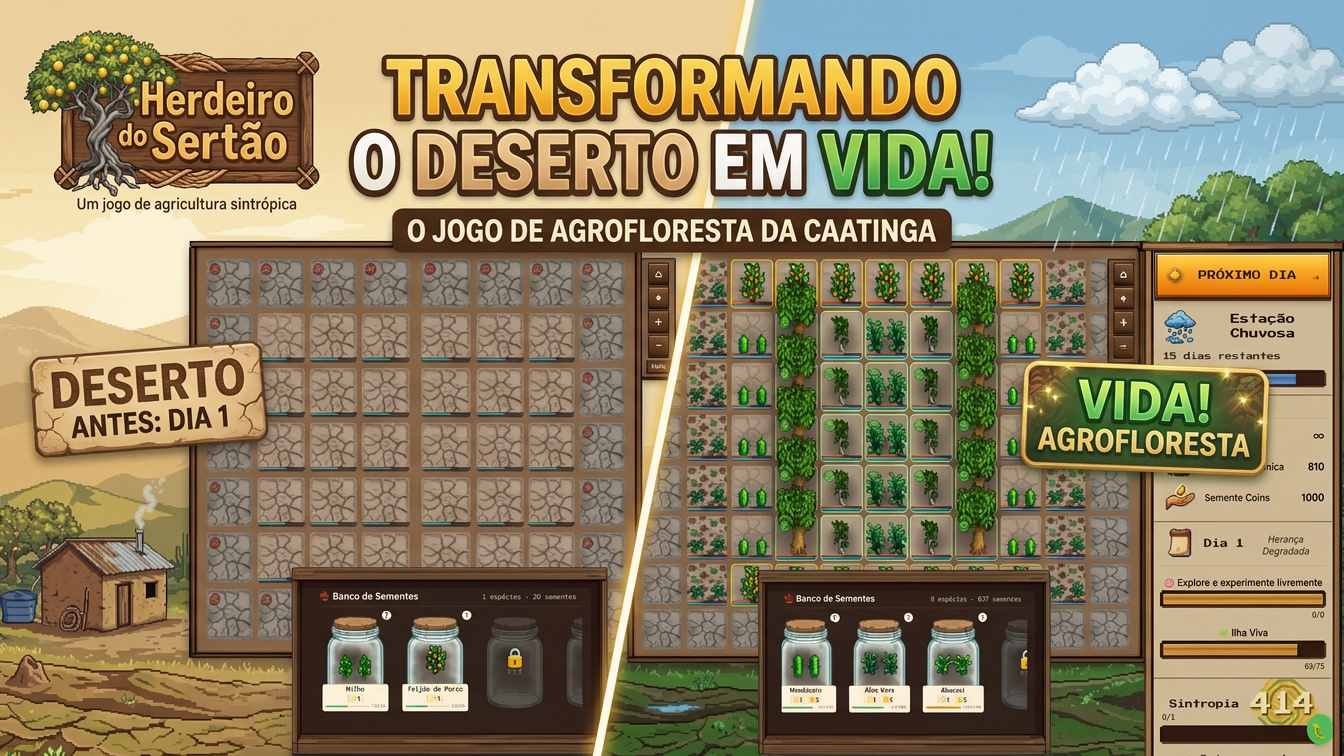 Herdeiro
do Sertão
Um jogo de agricultura sintrópica
TRANSFORMANDO
O DESERTO EM VIDA!
O JOGO DE AGROFLORESTA DA CAATINGA
DESERTO
ANTES: DIA 1
PRÓXIMO DIA
Estação
Chuvosa
15 dias restantes
VIDA!
AGROFLORESTA
∞
810
Semente Coins 1000
Dia 1
Herança
Degradada
Explore e experimente livremente
0/0
Ilha Viva
63/75
Sintropia 414
0/1
Banco de Sementes
20 sementes
Milho
Feijão de Porco
Banco de Sementes
637 sementes
Mandacaru
Aloe Vera
Abacaxi